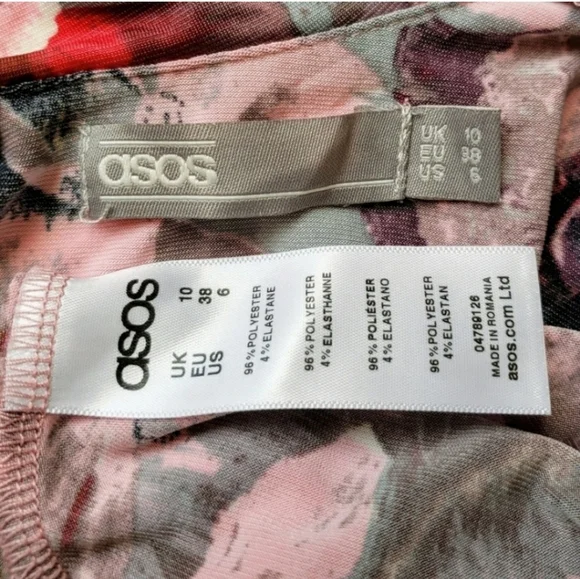 asos
UK 10
EU 38
US 6
asos
UK 10
EU 38
US 6
96%POLYESTER
4%ELASTANE
96%POLYESTER
4%ELASTHANNE
96%POLIÉSTER
4%ELASTANO
96%POLYESTER
4%ELASTAN
04789126
MADE IN ROMANIA
asos.com Ltd